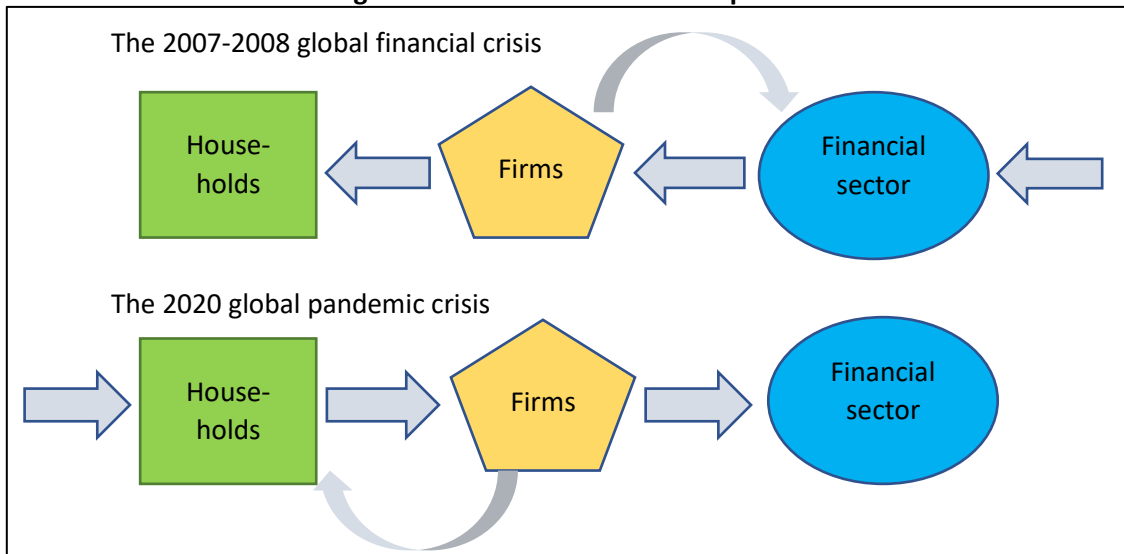 The 2007-2008 global financial crisis
House-
holds
Firms
Financial
sector
The 2020 global pandemic crisis
House-
holds
Firms
Financial
sector